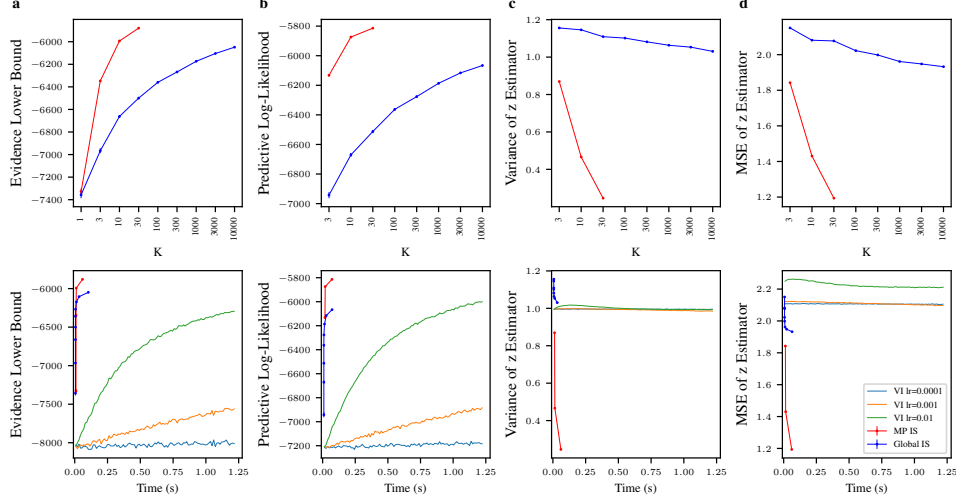 a
Evidence Lower Bound
−6000
−6200
−6400
−6600
−6800
−7000
−7200
−7400
1
3
10
30
100
300
1000
3000
10000
K
b
Predictive Log-Likelihood
−5800
−6000
−6200
−6400
−6600
−6800
−7000
3
10
30
100
300
1000
3000
10000
K
c
Variance of z Estimator
1.2
1.0
0.8
0.6
0.4
3
10
30
100
300
1000
3000
10000
K
d
MSE of z Estimator
2.0
1.8
1.6
1.4
1.2
3
10
30
100
300
1000
3000
10000
K
Evidence Lower Bound
−6000
−6500
−7000
−7500
−8000
0.00 0.25 0.50 0.75 1.00 1.25
Time (s)
Predictive Log-Likelihood
−5800
−6000
−6200
−6400
−6600
−6800
−7000
−7200
0.00 0.25 0.50 0.75 1.00 1.25
Time (s)
Variance of z Estimator
1.2
1.0
0.8
0.6
0.4
0.00 0.25 0.50 0.75 1.00 1.25
Time (s)
MSE of z Estimator
2.2
2.0
1.8
1.6
1.4
1.2
0.00 0.25 0.50 0.75 1.00 1.25
Time (s)
VI lr=0.0001
VI lr=0.001
VI lr=0.01
MP IS
Global IS